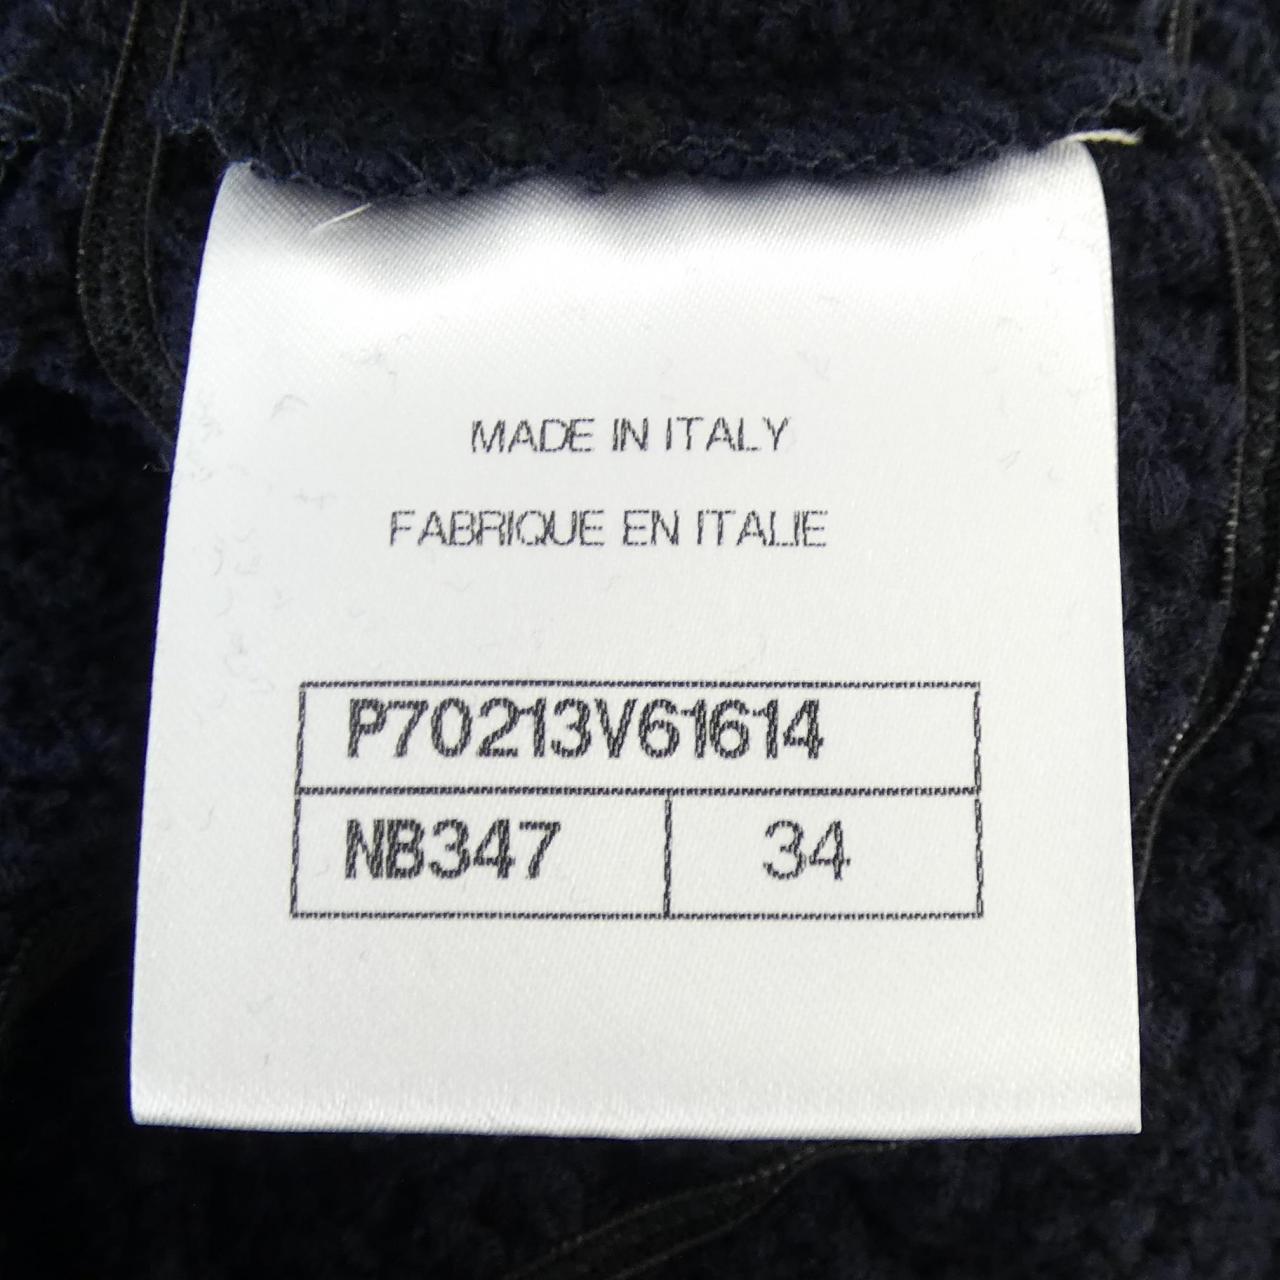 MADE IN ITALY
FABRIQUE EN ITALIE
P70213V61614
NB347 34